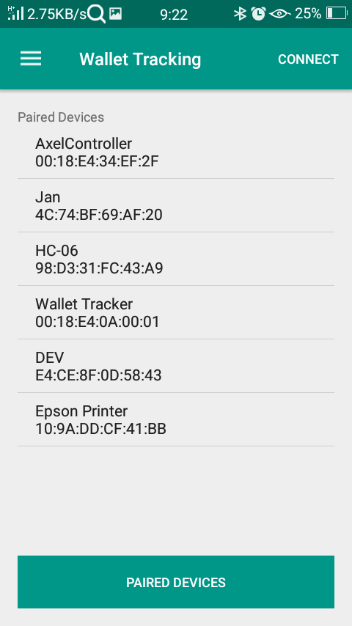 2.75KB/s 9:22 25%
Wallet Tracking CONNECT
Paired Devices
AxelController
00:18:E4:34:EF:2F
Jan
4C:74:BF:69:AF:20
HC-06
98:D3:31:FC:43:A9
Wallet Tracker
00:18:E4:0A:00:01
DEV
E4:CE:8F:0D:58:43
Epson Printer
10:9A:DD:CF:41:BB
PAIRED DEVICES